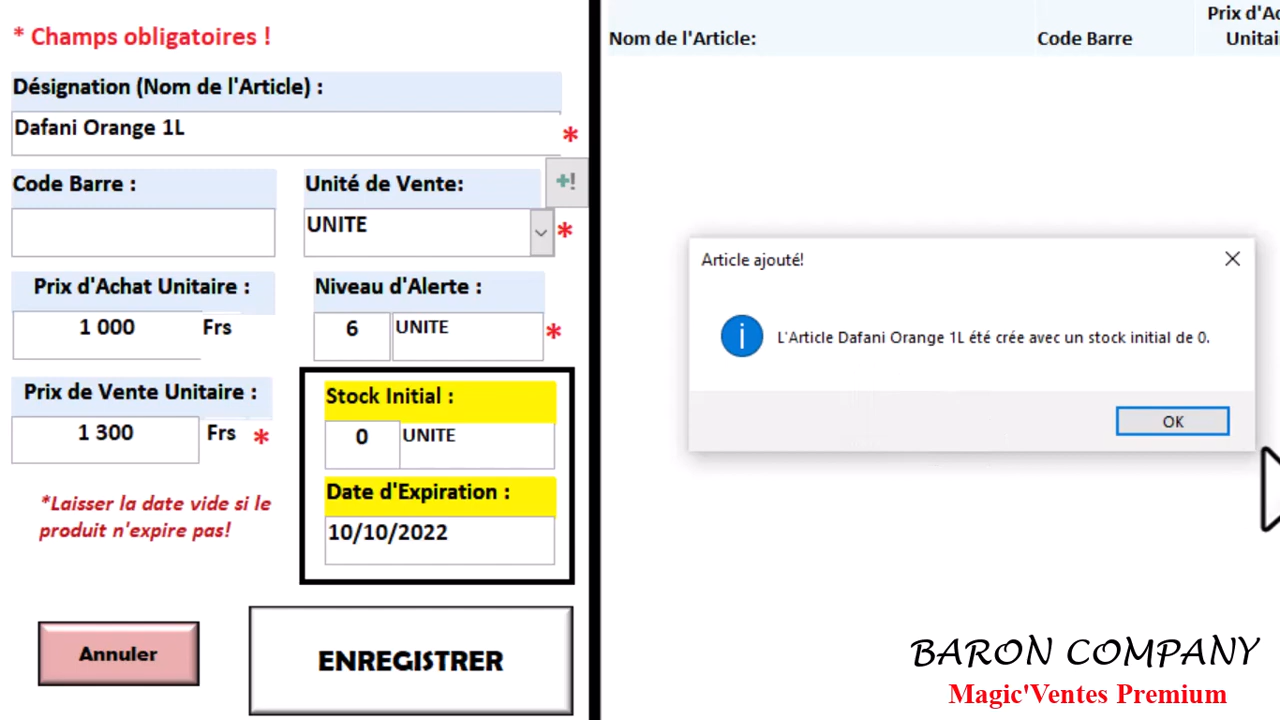 * Champs obligatoires !
Désignation (Nom de l'Article) :
Dafani Orange 1L
*
Code Barre :
Unité de Vente:
+!
UNITE
*
Prix d'Achat Unitaire :
Niveau d'Alerte :
1 000 Frs
6 UNITE
*
Prix de Vente Unitaire :
1 300 Frs *
Stock Initial :
0 UNITE
Date d'Expiration :
10/10/2022
*Laisser la date vide si le
produit n'expire pas!
Annuler
ENREGISTRER
Nom de l'Article:
Code Barre
Prix d'Ac
Unitai
Article ajouté!
L'Article Dafani Orange 1L été crée avec un stock initial de 0.
OK
BARON COMPANY
Magic'Ventes Premium